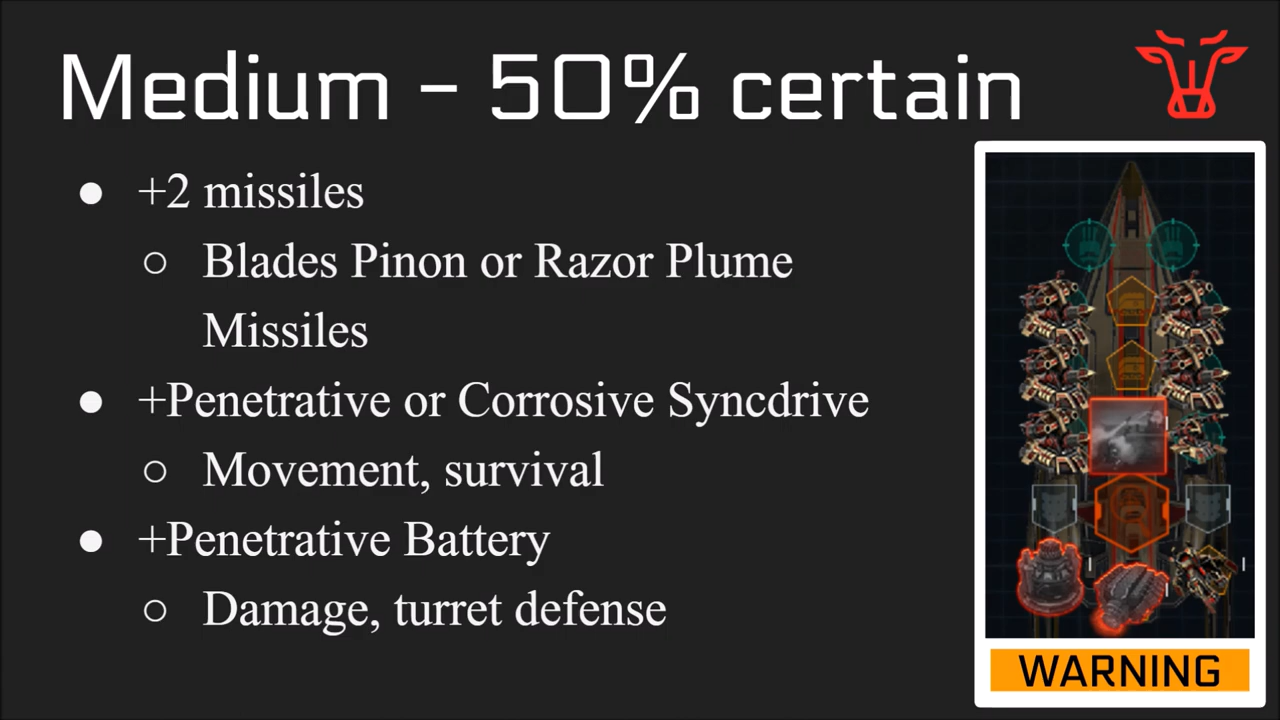 Medium - 50% certain
● +2 missiles
○ Blades Pinon or Razor Plume
Missiles
● +Penetrative or Corrosive Syncdrive
○ Movement, survival
● +Penetrative Battery
○ Damage, turret defense
WARNING